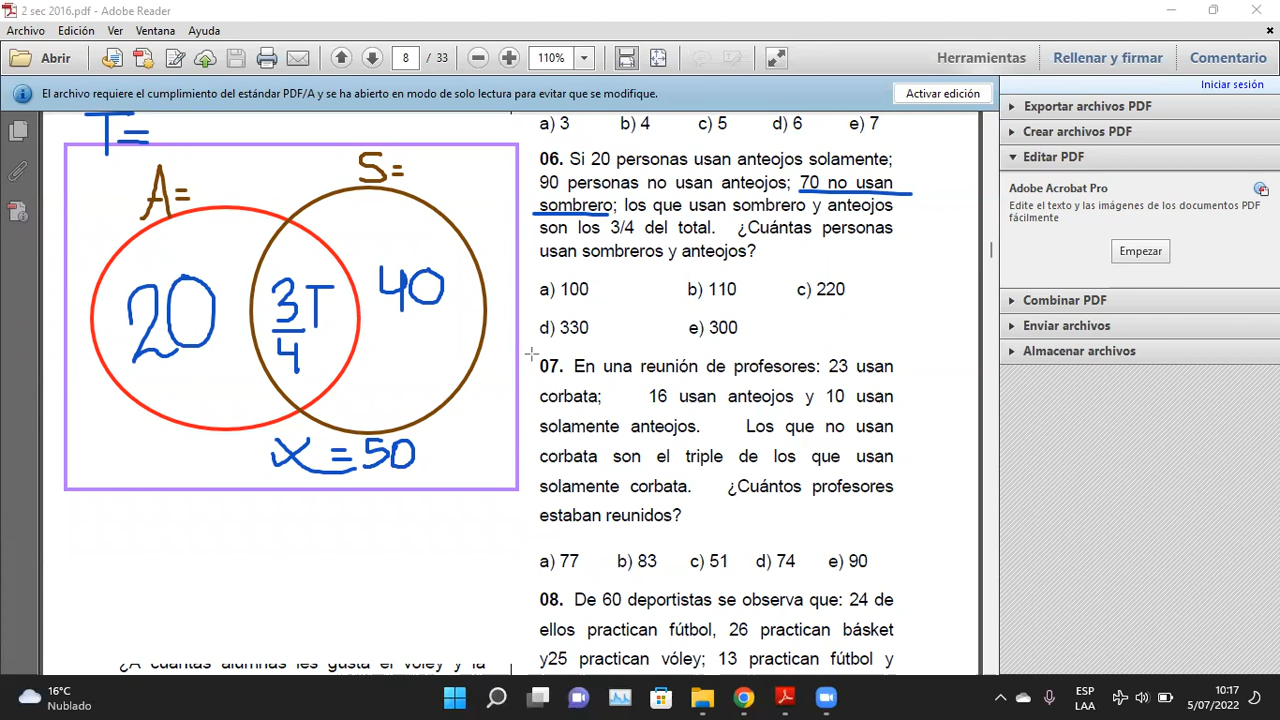 2 sec 2016.pdf - Adobe Reader
Archivo Edición Ver Ventana Ayuda
Abrir 8 / 33 110% Herramientas Rellenar y firmar Comentario
El archivo requiere el cumplimiento del estándar PDF/A y se ha abierto en modo de solo lectura para evitar que se modifique. Activar edición
Iniciar sesión
Exportar archivos PDF
Crear archivos PDF
Editar PDF
Adobe Acrobat Pro
Edite el texto y las imágenes de los documentos PDF
fácilmente
Empezar
Combinar PDF
Enviar archivos
Almacenar archivos
T=
A=
S=
20
3/4 T
40
x = 50
¿A cuántas alumnas les gusta el vóley y la
a) 3 b) 4 c) 5 d) 6 e) 7
06. Si 20 personas usan anteojos solamente;
90 personas no usan anteojos; 70 no usan
sombrero; los que usan sombrero y anteojos
son los 3/4 del total. ¿Cuántas personas
usan sombreros y anteojos?
a) 100 b) 110 c) 220
d) 330 e) 300
07. En una reunión de profesores: 23 usan
corbata; 16 usan anteojos y 10 usan
solamente anteojos. Los que no usan
corbata son el triple de los que usan
solamente corbata. ¿Cuántos profesores
estaban reunidos?
a) 77 b) 83 c) 51 d) 74 e) 90
08. De 60 deportistas se observa que: 24 de
ellos practican fútbol, 26 practican básket
y25 practican vóley; 13 practican fútbol y
16°C
Nublado
ESP
LAA
10:17
5/07/2022